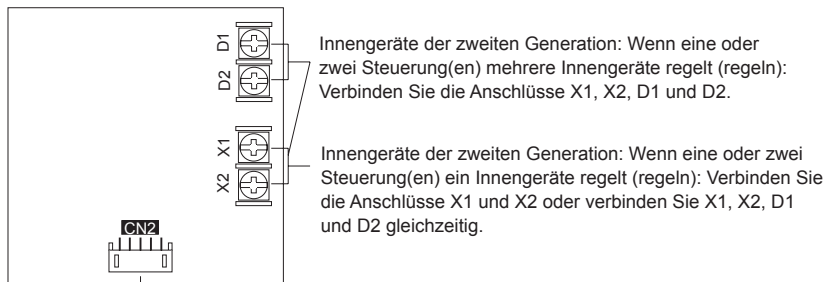 D1
D2
X1
X2
CN2
Innengeräte der zweiten Generation: Wenn eine oder
zwei Steuerung(en) mehrere Innengeräte regelt (regeln):
Verbinden Sie die Anschlüsse X1, X2, D1 und D2.
Innengeräte der zweiten Generation: Wenn eine oder zwei
Steuerung(en) ein Innengeräte regelt (regeln): Verbinden Sie
die Anschlüsse X1 und X2 oder verbinden Sie X1, X2, D1
und D2 gleichzeitig.